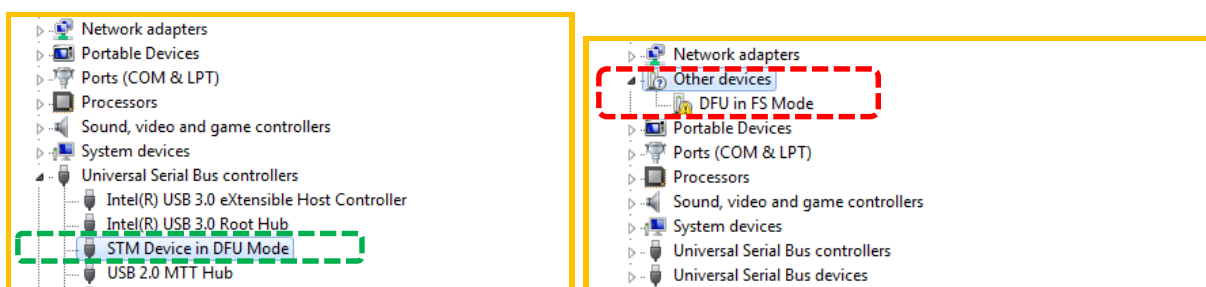 Network adapters
Portable Devices
Ports (COM & LPT)
Processors
Sound, video and game controllers
System devices
Universal Serial Bus controllers
Intel(R) USB 3.0 eXtensible Host Controller
Intel(R) USB 3.0 Root Hub
STM Device in DFU Mode
USB 2.0 MTT Hub
Network adapters
Other devices
DFU in FS Mode
Portable Devices
Ports (COM & LPT)
Processors
Sound, video and game controllers
System devices
Universal Serial Bus controllers
Universal Serial Bus devices